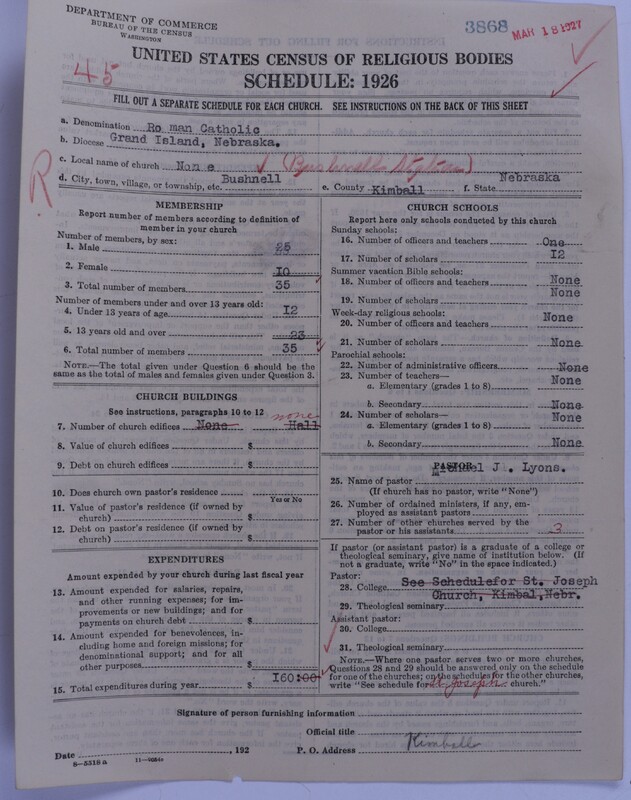 DEPARTMENT OF COMMERCE
BUREAU OF THE CENSUS
WASHINGTON
3868
MAR 18 1927
45
UNITED STATES CENSUS OF RELIGIOUS BODIES
SCHEDULE: 1926
FILL OUT A SEPARATE SCHEDULE FOR EACH CHURCH. SEE INSTRUCTIONS ON THE BACK OF THIS SHEET
a. Denomination Ro man Catholic
b. Diocese Grand Island, Nebraska.
c. Local name of church Non e (Bushnell
R
d. City, town, village, or township, etc. Bushnell e. County Kimball f. State Nebraska
MEMBERSHIP
Report number of members according to definition of
member in your church
Number of members, by sex:
1. Male 25
2. Female 10
3. Total number of members 35
Number of members under and over 13 years old:
4. Under 13 years of age 12
5. 13 years old and over 23
6. Total number of members 35
NOTE.—The total given under Question 6 should be
same as the total of males and females given under Question 3.
CHURCH BUILDINGS
See instructions, paragraphs 10 to 12
none
7. Number of church edifices None Hall
8. Value of church edifices $
9. Debt on church edifices $
10. Does church own pastor's residence
Yes or No
11. Value of pastor's residence (if owned by
church) $
12. Debt on pastor's residence (if owned by
church) $
EXPENDITURES
Amount expended by your church during last fiscal year
13. Amount expended for salaries, repairs,
and other running expenses; for im-
provements or new buildings; and for
payments on church debt $
14. Amount expended for benevolences, in-
cluding home and foreign missions; for
denominational support; and for all
other purposes $
15. Total expenditures during year $ 160:00
CHURCH SCHOOLS
Report here only schools conducted by this church
Sunday schools:
16. Number of officers and teachers One
17. Number of scholars 12
Summer vacation Bible schools:
18. Number of officers and teachers None
19. Number of scholars None
Week-day religious schools:
20. Number of officers and teachers None
21. Number of scholars None
Parochial schools:
22. Number of administrative officers None
23. Number of teachers—
a. Elementary (grades 1 to 8) None
b. Secondary None
24. Number of scholars—
a. Elementary (grades 1 to 8) None
b. Secondary None
PASTOR
25. Name of pastor Michael J. Lyons.
(If church has no pastor, write "None")
26. Number of ordained ministers, if any, em-
ployed as assistant pastors
27. Number of other churches served by the
pastor or his assistants 3
If pastor (or assistant pastor) is a graduate of a college or
theological seminary, give name of institution below. (If
not a graduate, write "No" in the space indicated.)
Pastor:
28. College See Schedulefor St. Joseph
Church, Kimbal,Nebr.
29. Theological seminary
Assistant pastor:
30. College
31. Theological seminary
NOTE.—Where one pastor serves two or more churches,
Questions 28 and 29 should be answered only on the schedule
for one of the churches; on the schedules for the other churches,
write "See schedule for St Joseph church."
Signature of person furnishing information
Official title
Date , 192 P. O. Address Kimball
8—5318 a 11—9064a